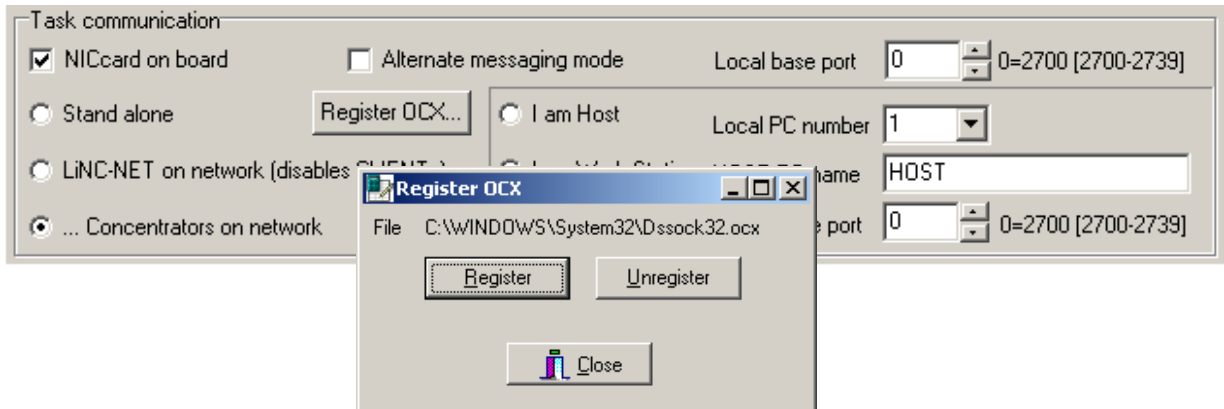 Task communication
NICcard on board Alternate messaging mode Local base port 0 0=2700 [2700-2739]
Stand alone Register OCX... I am Host Local PC number 1
LiNC-NET on network (disables name HOST
... Concentrators on network port 0 0=2700 [2700-2739]
Register OCX
File C:\WINDOWS\System32\Dssock32.ocx
Register Unregister
Close